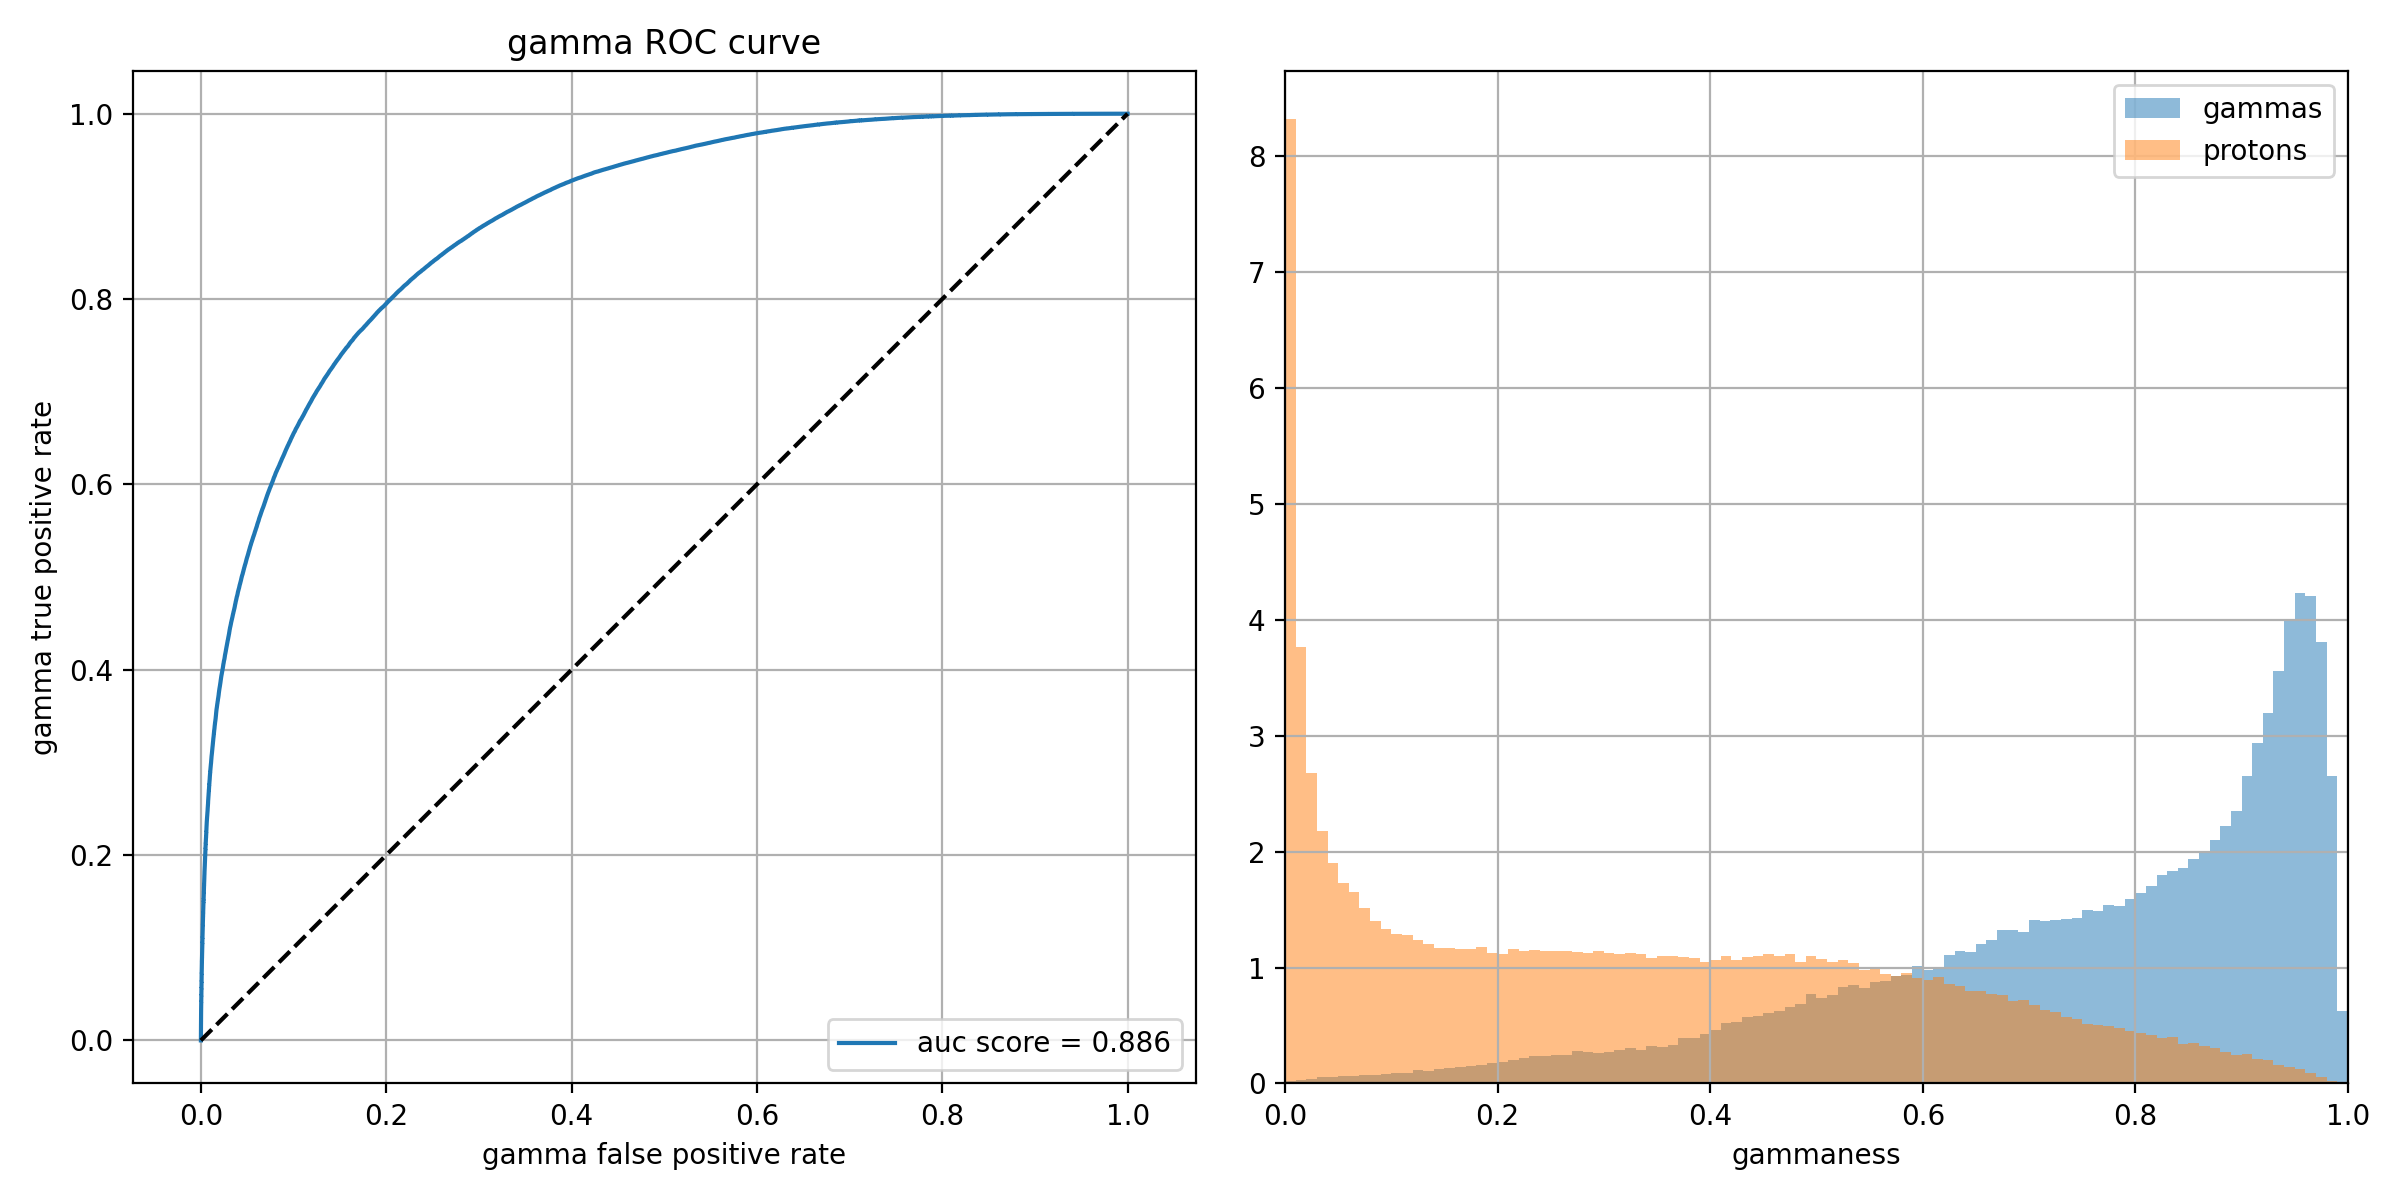 gamma ROC curve
gamma true positive rate
1.0
0.8
0.6
0.4
0.2
0.0
auc score = 0.886
0.0 0.2 0.4 0.6 0.8 1.0
gamma false positive rate
gammas
protons
8
7
6
5
4
3
2
1
0
0.0 0.2 0.4 0.6 0.8 1.0
gammaness